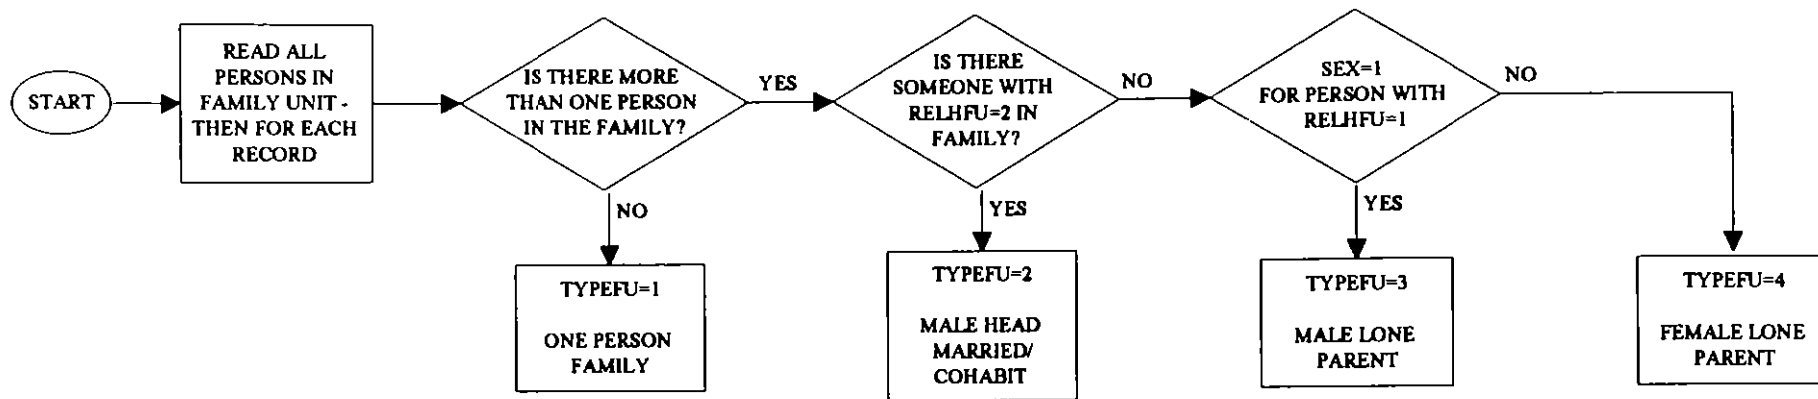 START
READ ALL
PERSONS IN
FAMILY UNIT -
THEN FOR EACH
RECORD
IS THERE MORE
THAN ONE PERSON
IN THE FAMILY?
YES
NO
IS THERE
SOMEONE WITH
RELHFU=2 IN
FAMILY?
NO
YES
SEX=1
FOR PERSON WITH
RELHFU=1
NO
YES
TYPEFU=1
ONE PERSON
FAMILY
TYPEFU=2
MALE HEAD
MARRIED/
COHABIT
TYPEFU=3
MALE LONE
PARENT
TYPEFU=4
FEMALE LONE
PARENT